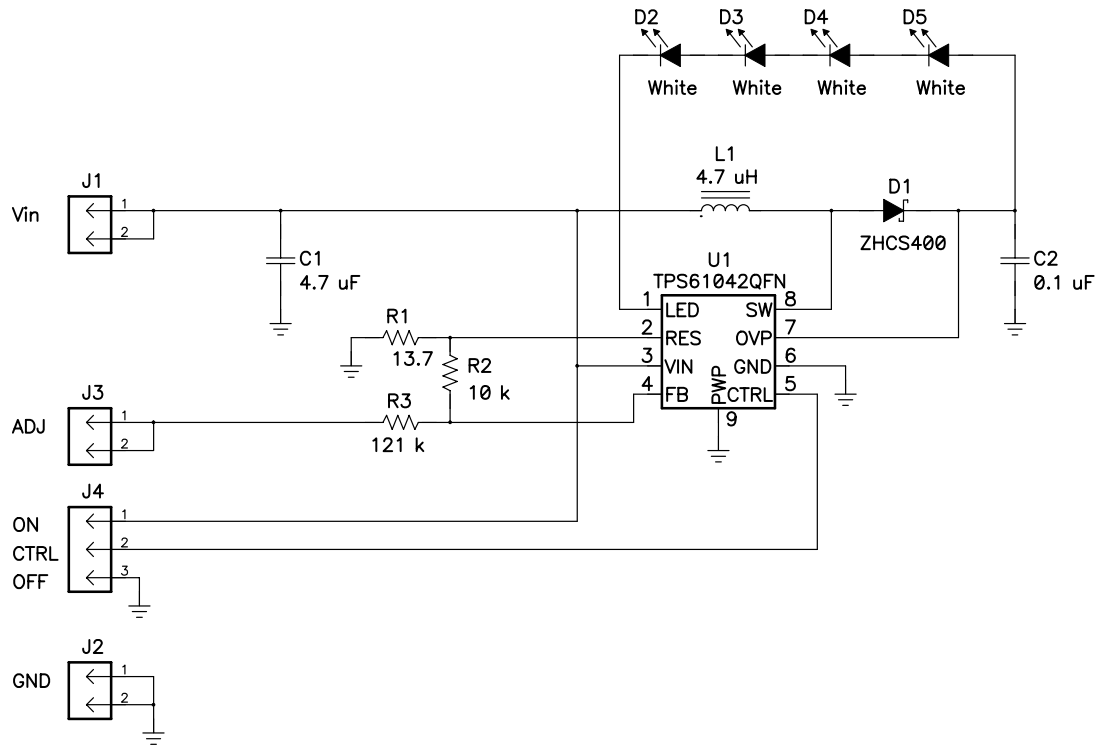 D2 D3 D4 D5
White White White White
L1
4.7 uH
D1
ZHCS400
J1
Vin
1
2
C1
4.7 uF
C2
0.1 uF
U1
TPS61042QFN
1 LED SW 8
2 RES OVP 7
3 VIN GND 6
4 FB CTRL 5
PWP
9
R1
13.7
R2
10 k
R3
121 k
J3
ADJ
1
2
J4
ON 1
CTRL 2
OFF 3
J2
GND
1
2